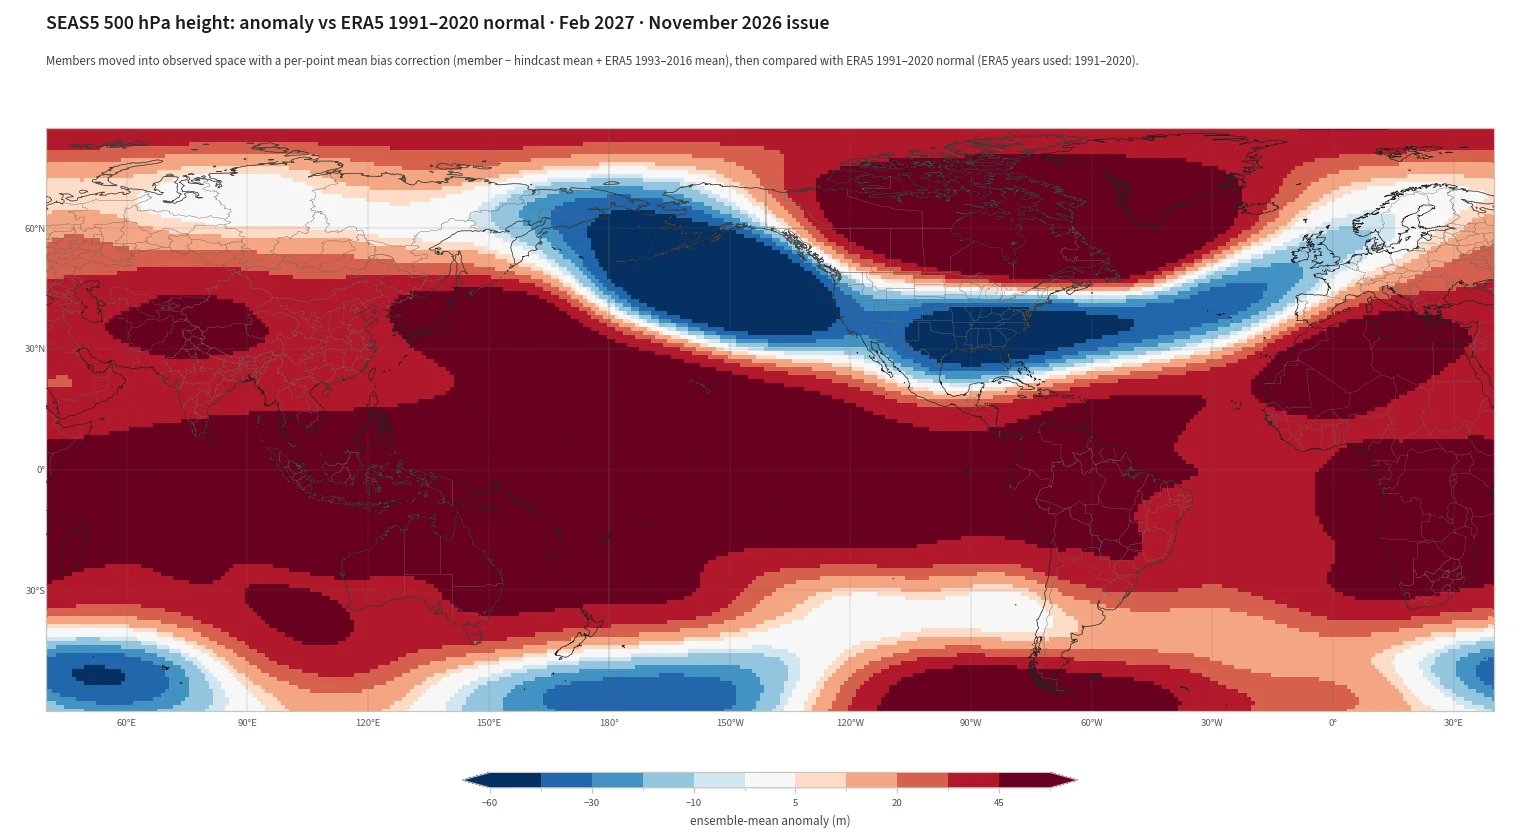 SEAS5 500 hPa height: anomaly vs ERA5 1991–2020 normal · Feb 2027 · November 2026 issue
Members moved into observed space with a per-point mean bias correction (member − hindcast mean + ERA5 1993–2016 mean), then compared with ERA5 1991–2020 normal (ERA5 years used: 1991–2020).
60°N
30°N
0°
30°S
60°E 90°E 120°E 150°E 180° 150°W 120°W 90°W 60°W 30°W 0° 30°E
−60 −30 −10 5 20 45
ensemble-mean anomaly (m)